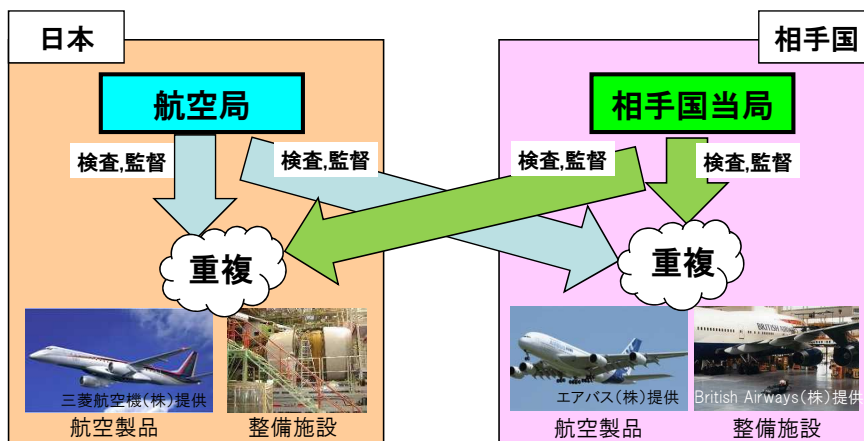 日本
相手国
航空局
相手国当局
検査,監督
検査,監督
検査,監督
検査,監督
重複
重複
BRITISH AIRWAYS
三菱航空機(株)提供
エアバス(株)提供
British Airways(株)提供
航空製品
整備施設
航空製品
整備施設